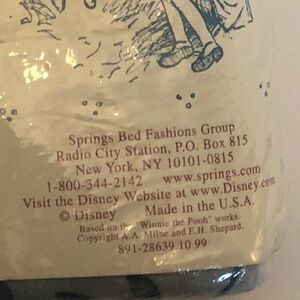 Springs Bed Fashions Group
Radio City Station, P.O. Box 815
New York, NY 10101-0815
1-800-344-2142 www.springs.com
Visit the Disney Website at www.Disney.com
© Disney Made in the U.S.A.
Based on the "Winnie the Pooh" works.
Copyright A.A. Milne and E.H. Shepard.
891-28639 10 99